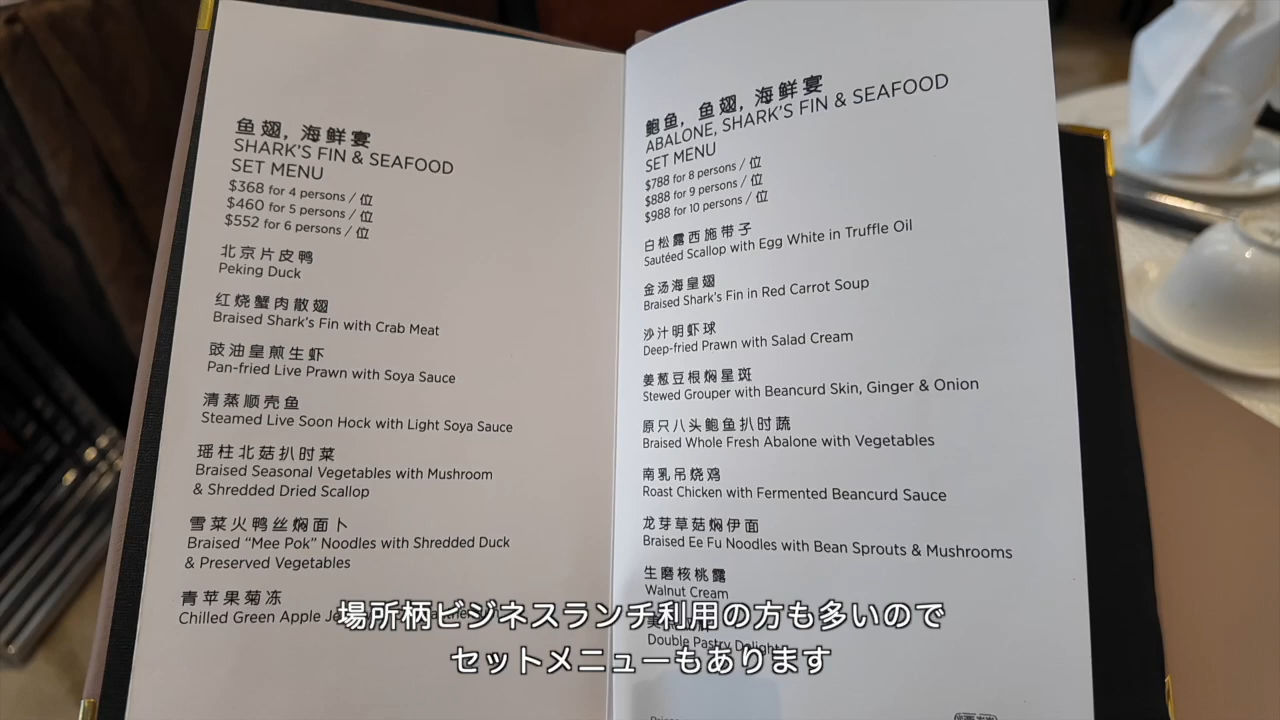 鱼翅, 海鲜宴
SHARK'S FIN & SEAFOOD
SET MENU
$368 for 4 persons / 位
$460 for 5 persons / 位
$552 for 6 persons / 位
北京片皮鸭
Peking Duck
红烧蟹肉散翅
Braised Shark's Fin with Crab Meat
豉油皇煎生虾
Pan-fried Live Prawn with Soya Sauce
清蒸顺壳鱼
Steamed Live Soon Hock with Light Soya Sauce
瑶柱北菇扒时菜
Braised Seasonal Vegetables with Mushroom
& Shredded Dried Scallop
雪菜火鸭丝焖面卜
Braised "Mee Pok" Noodles with Shredded Duck
& Preserved Vegetables
青苹果菊冻
Chilled Green Apple
鲍鱼, 鱼翅, 海鲜宴
ABALONE, SHARK'S FIN & SEAFOOD
SET MENU
$788 for 8 persons / 位
$888 for 9 persons / 位
$988 for 10 persons / 位
白松露西施带子
Sautéed Scallop with Egg White in Truffle Oil
金汤海皇翅
Braised Shark's Fin in Red Carrot Soup
沙汁明虾球
Deep-fried Prawn with Salad Cream
姜葱豆根焖星斑
Stewed Grouper with Beancurd Skin, Ginger & Onion
原只八头鲍鱼扒时蔬
Braised Whole Fresh Abalone with Vegetables
南乳吊烧鸡
Roast Chicken with Fermented Beancurd Sauce
龙芽草菇焖伊面
Braised Ee Fu Noodles with Bean Sprouts & Mushrooms
生磨核桃露
Walnut Cream
Double Pastry Delights
場所柄ビジネスランチ利用の方も多いので
セットメニューもあります